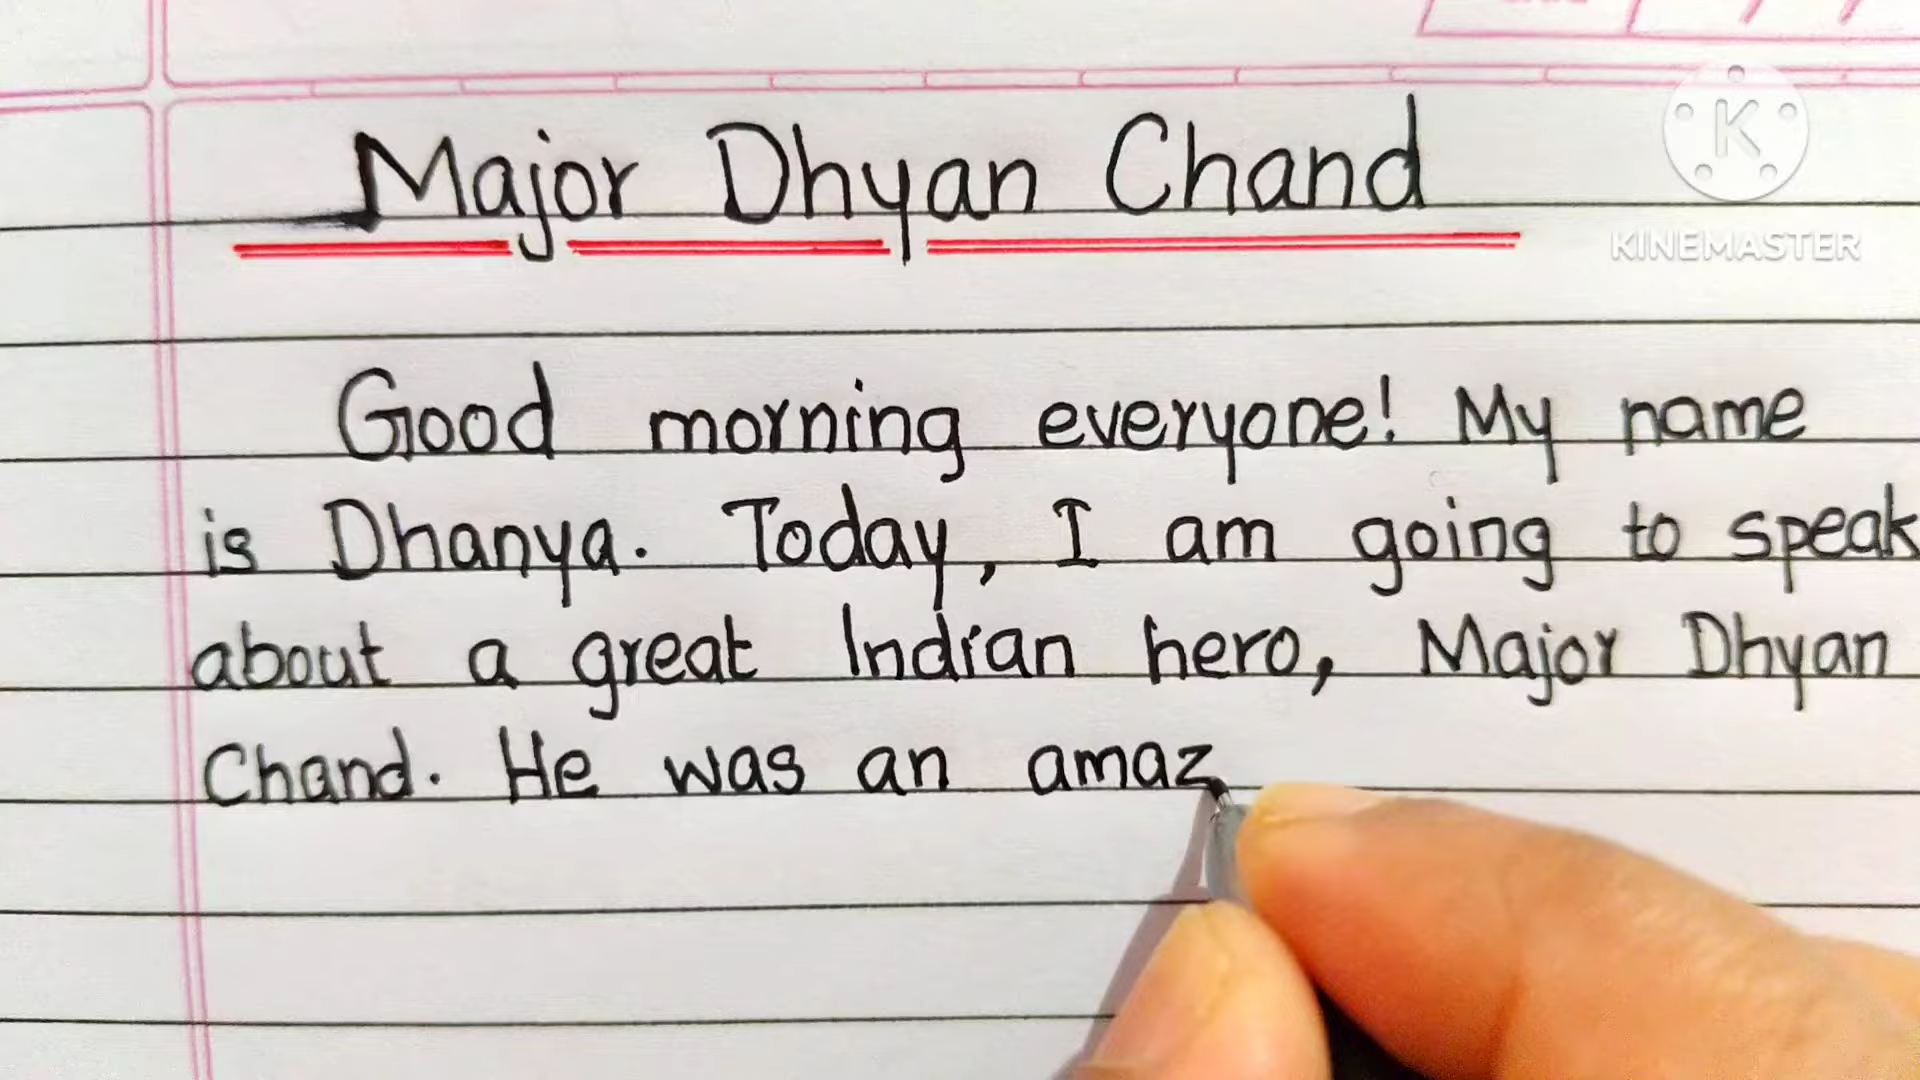 Major Dhyan Chand
KINEMASTER
Good morning everyone! My name
is Dhanya. Today, I am going to speak
about a great Indian hero, Major Dhyan
Chand. He was an amaz